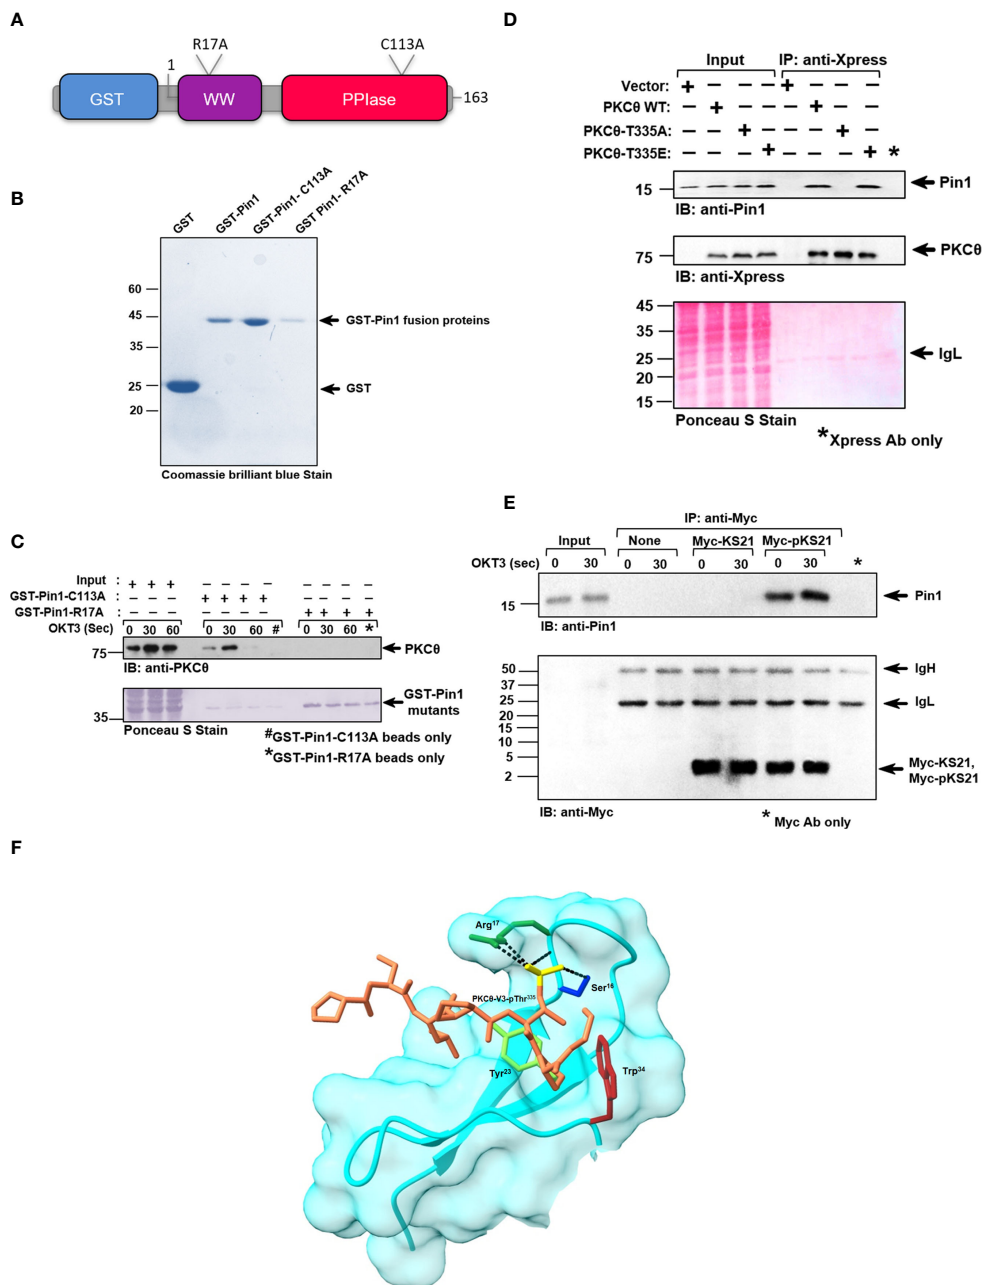 A
R17A
C113A
1
GST
WW
PPIase
163
B
GST
GST-Pin1
GST-Pin1- C113A
GST Pin1- R17A
60
45
35
25
20
GST-Pin1 fusion proteins
GST
Coomassie brilliant blue Stain
C
Input : + + + – – – – – – – –
GST-Pin1-C113A : – – – + + + + – – – –
GST-Pin1-R17A : – – – – – – – + + + +
OKT3 (Sec) 0 30 60 0 30 60 # 0 30 60 *
75
PKCθ
IB: anti-PKCθ
35
GST-Pin1
mutants
Ponceau S Stain
#GST-Pin1-C113A beads only
*GST-Pin1-R17A beads only
D
Input IP: anti-Xpress
Vector: + – – – + – – –
PKCθ WT: – + – – – + – –
PKCθ-T335A: – – + – – – + –
PKCθ-T335E: – – – + – – – + *
15
Pin1
IB: anti-Pin1
75
PKCθ
IB: anti-Xpress
45
35
25
20
15
IgL
Ponceau S Stain
*Xpress Ab only
E
IP: anti-Myc
Input None Myc-KS21 Myc-pKS21
OKT3 (sec) 0 30 0 30 0 30 0 30 *
15
Pin1
IB: anti-Pin1
50
37
25
20
15
10
5
2
IgH
IgL
Myc-KS21,
Myc-pKS21
IB: anti-Myc
* Myc Ab only
F
Arg17
PKCθ-V3-pThr335
Ser16
Tyr23
Trp34